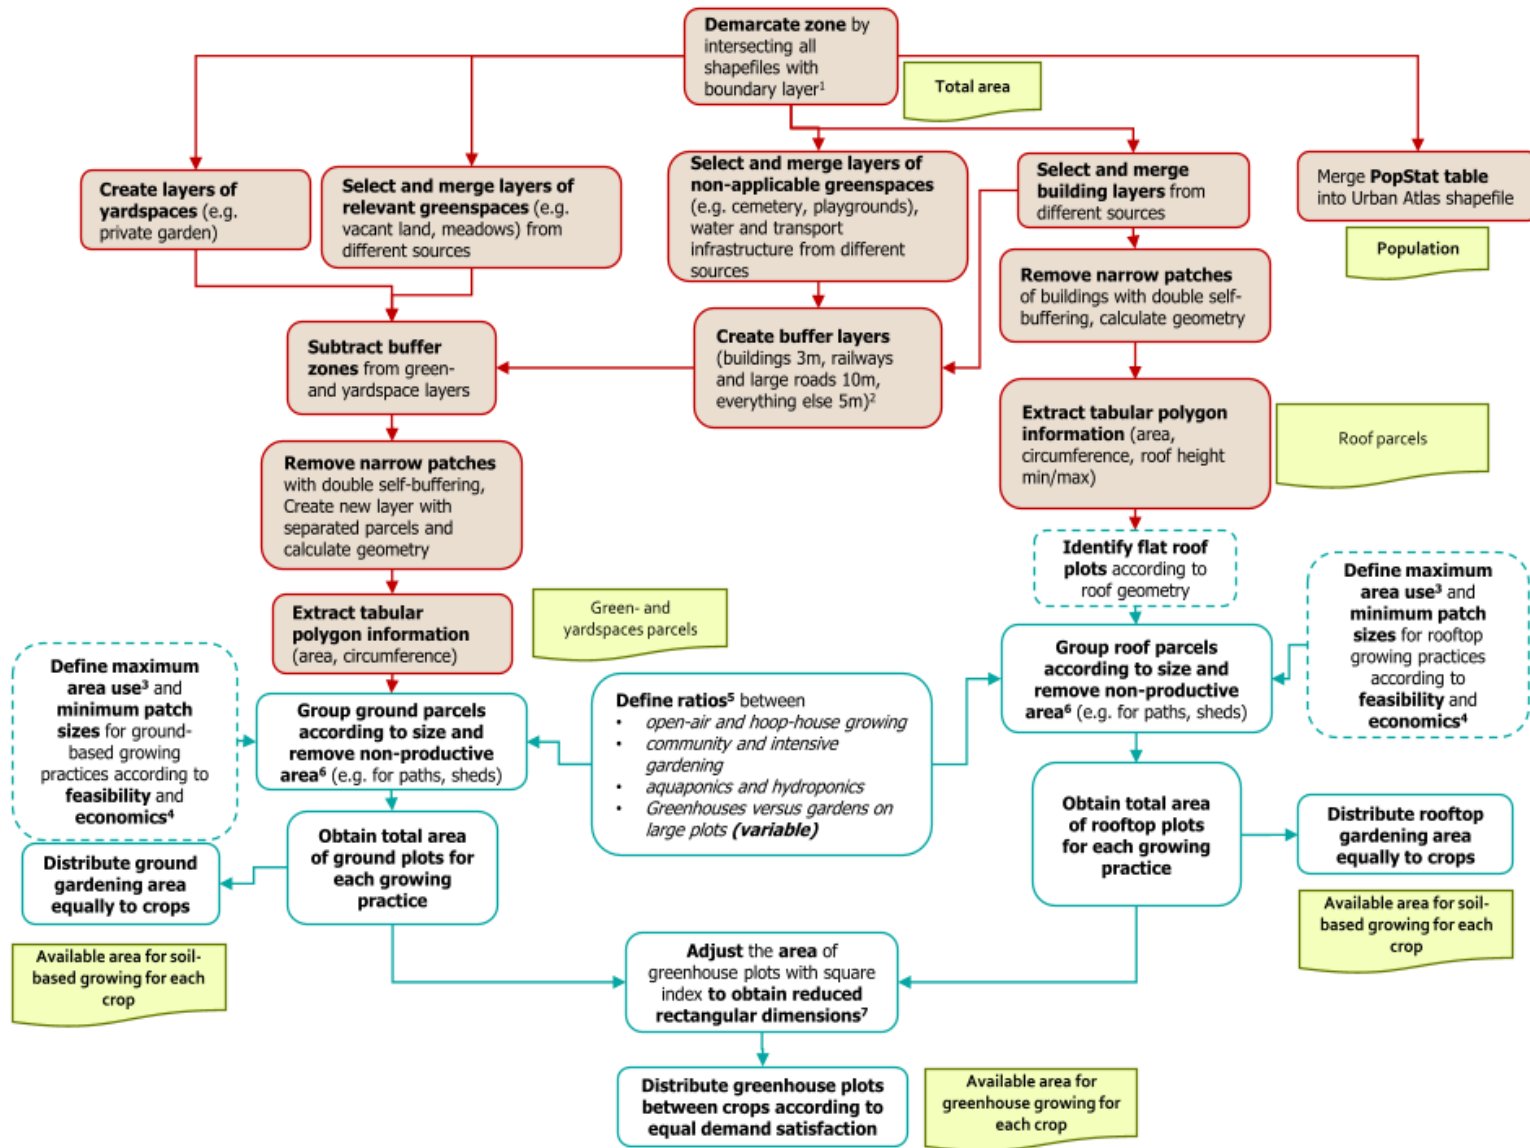 Demarcate zone by
intersecting all
shapefiles with
boundary layer¹
Total area
Create layers of
yardspaces (e.g.
private garden)
Select and merge layers of
relevant greenspaces (e.g.
vacant land, meadows) from
different sources
Select and merge layers of
non-applicable greenspaces
(e.g. cemetery, playgrounds),
water and transport
infrastructure from different
sources
Select and merge
building layers from
different sources
Merge PopStat table
into Urban Atlas shapefile
Population
Remove narrow patches
of buildings with double self-
buffering, calculate geometry
Subtract buffer
zones from green-
and yardspace layers
Create buffer layers
(buildings 3m, railways
and large roads 10m,
everything else 5m)²
Extract tabular polygon
information (area,
circumference, roof height
min/max)
Roof parcels
Remove narrow patches
with double self-buffering,
Create new layer with
separated parcels and
calculate geometry
Identify flat roof
plots according to
roof geometry
Extract tabular
polygon information
(area, circumference)
Green- and
yardspaces parcels
Define maximum
area use³ and
minimum patch
sizes for rooftop
growing practices
according to
feasibility and
economics⁴
Group roof parcels
according to size and
remove non-productive
area⁶ (e.g. for paths, sheds)
Define maximum
area use³ and
minimum patch
sizes for ground-
based growing
practices according to
feasibility and
economics⁴
Group ground parcels
according to size and
remove non-productive
area⁶ (e.g. for paths, sheds)
Define ratios⁵ between
• open-air and hoop-house growing
• community and intensive
gardening
• aquaponics and hydroponics
• Greenhouses versus gardens on
large plots (variable)
Obtain total area
of rooftop plots
for each growing
practice
Distribute rooftop
gardening area
equally to crops
Obtain total area
of ground plots for
each growing
practice
Distribute ground
gardening area
equally to crops
Available area for soil-
based growing for each
crop
Available area for soil-
based growing for each
crop
Adjust the area of
greenhouse plots with square
index to obtain reduced
rectangular dimensions⁷
Distribute greenhouse plots
between crops according to
equal demand satisfaction
Available area for
greenhouse growing for
each crop